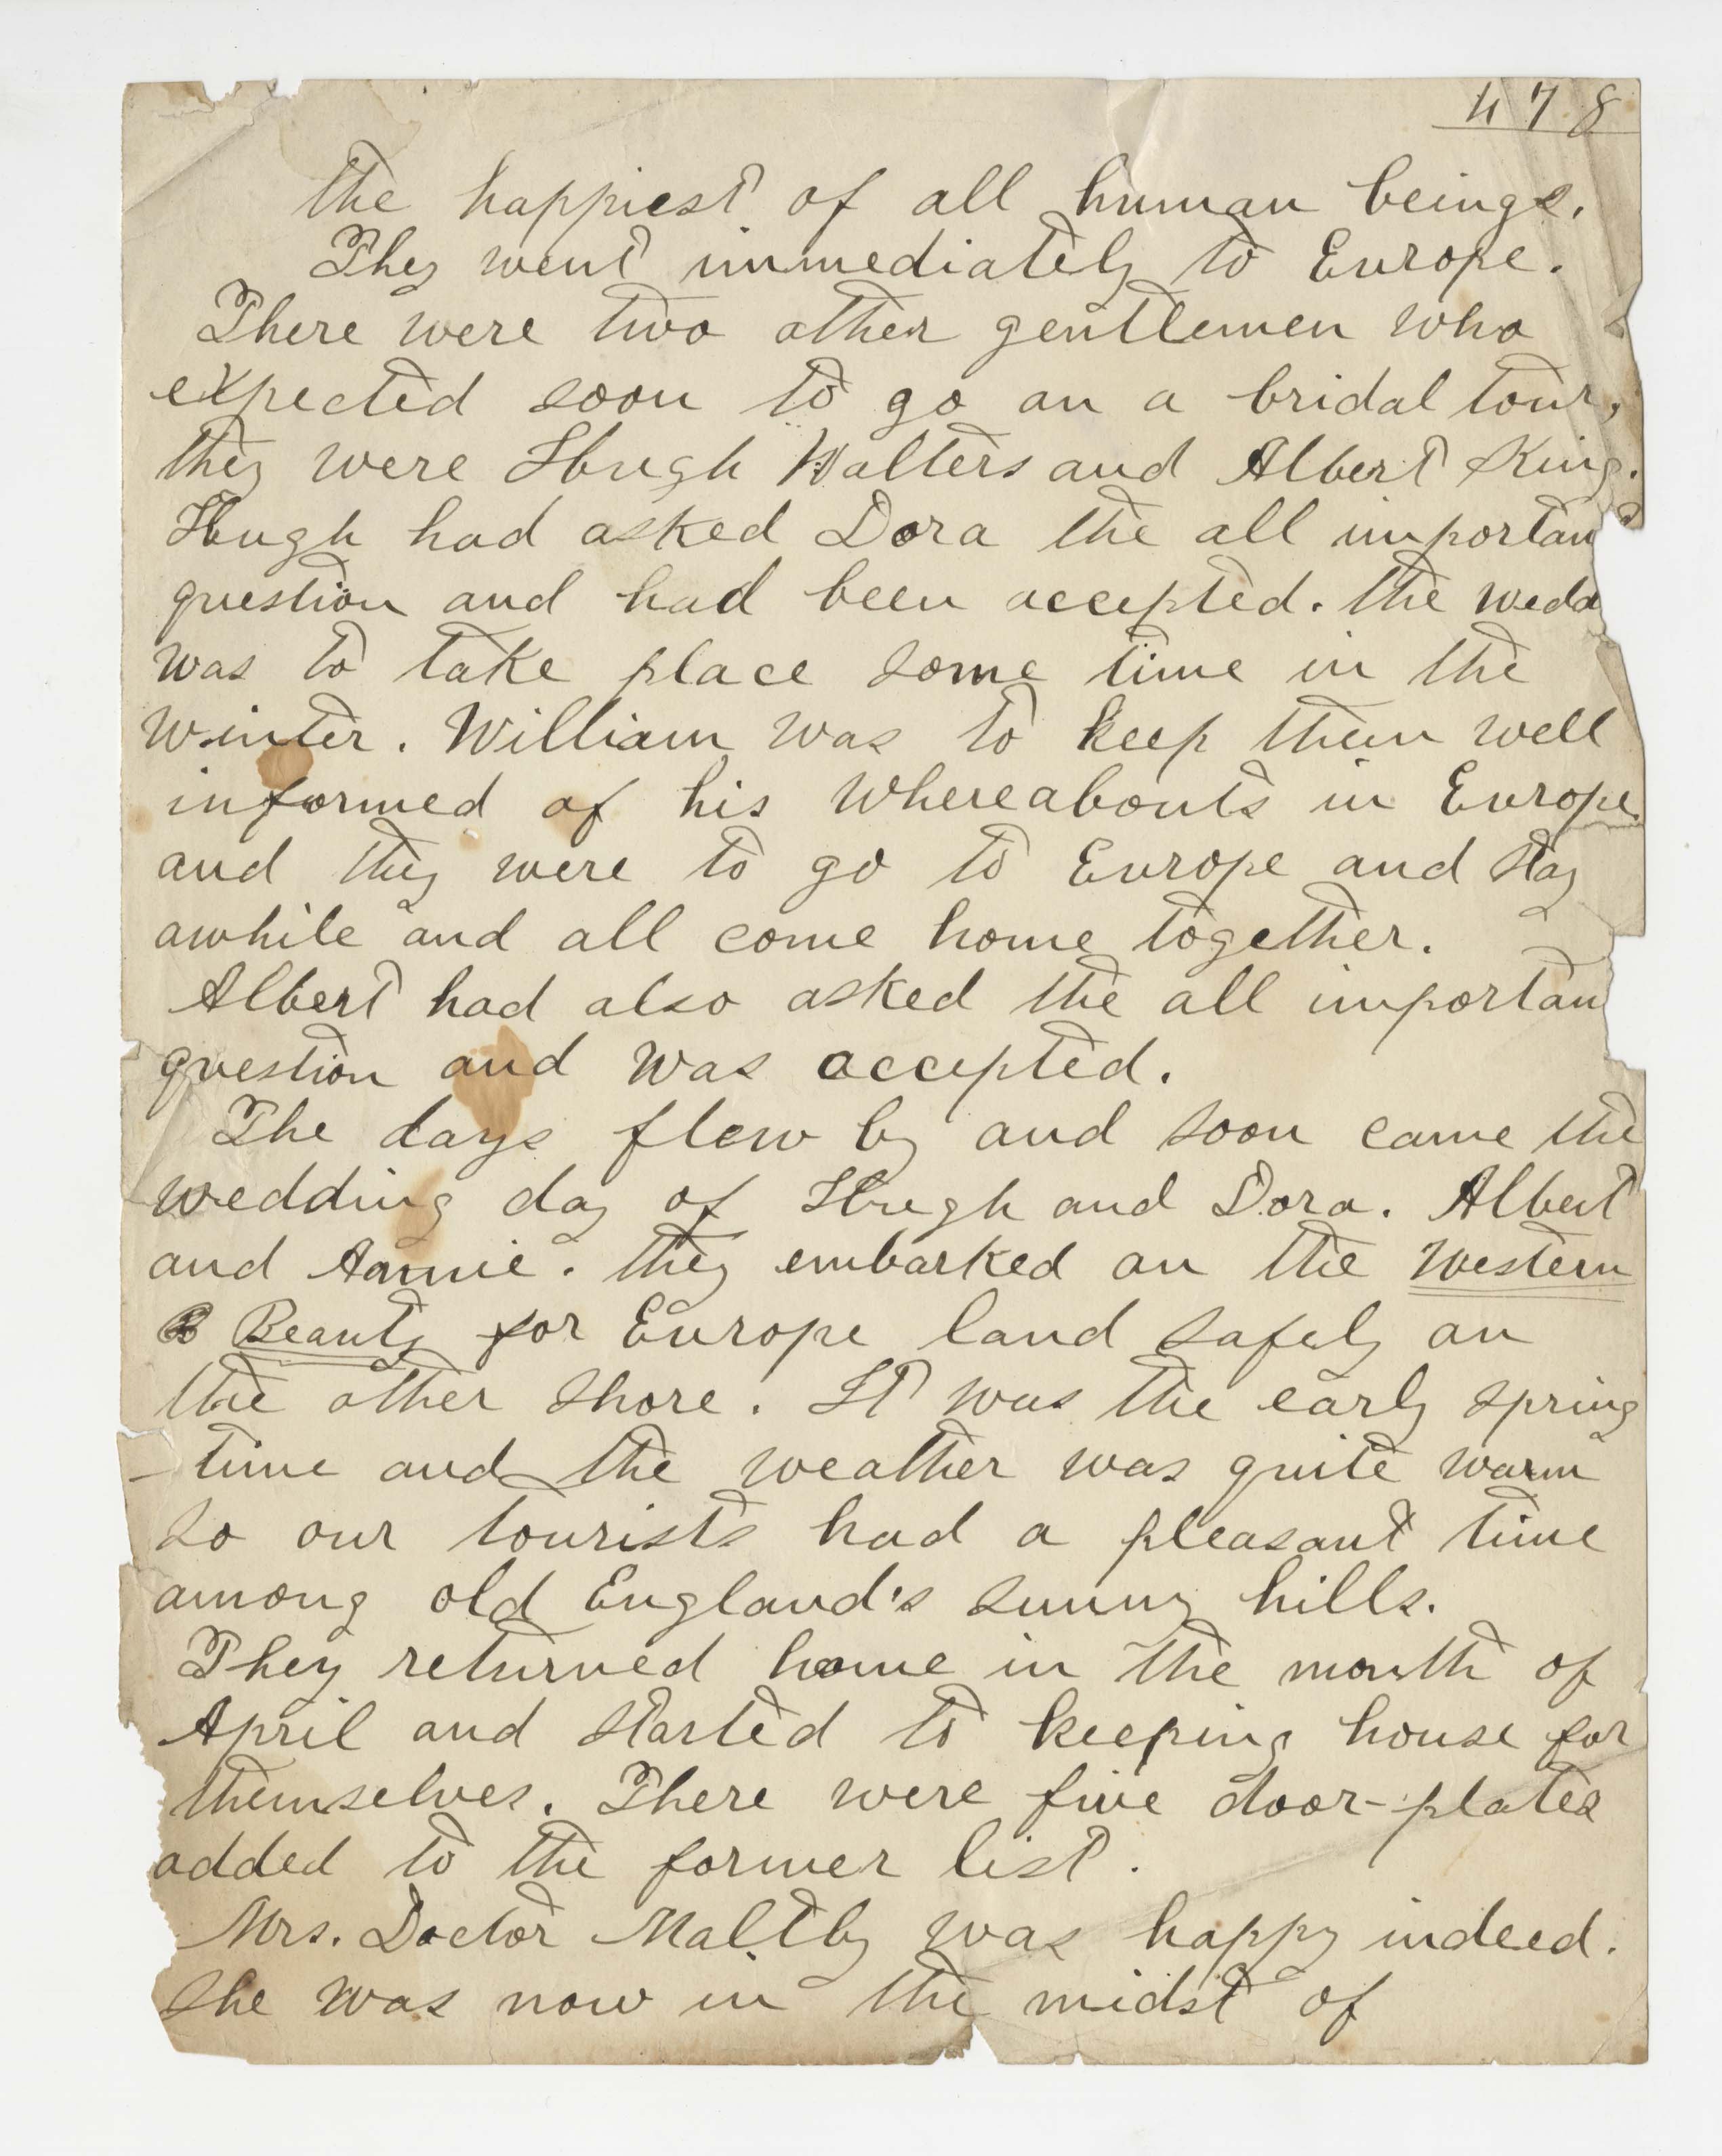 478
the happiest of all human beings.
They went immediately to Europe.
There were two other gentlemen who
expected soon to go on a bridal tour,
they were Hugh Walters and Albert King.
Hugh had asked Dora the all important
question and had been accepted. the wedd
was to take place some time in the
winter. William was to keep them well
informed of his whereabouts in Europe
and they were to go to Europe and stay
awhile and all come home together.
Albert had also asked the all importan
question and was accepted.
The days flew by and soon came the
wedding day of Hugh and Dora. Albert
and Annie. they embarked on the Western
B Beauty for Europe land safely on
the other shore. It was the early spring
-time and the weather was quite warm
so our tourists had a pleasant time
among old England's sunny hills.
They returned home in the month of
April and started to keeping house for
themselves. There were five door-plates
added to the former list.
Mrs. Doctor Maltby was happy indeed.
She was now in the midst of